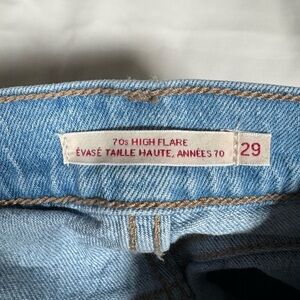 70s HIGH FLARE
ÉVASÉ TAILLE HAUTE, ANNÉES 70
29